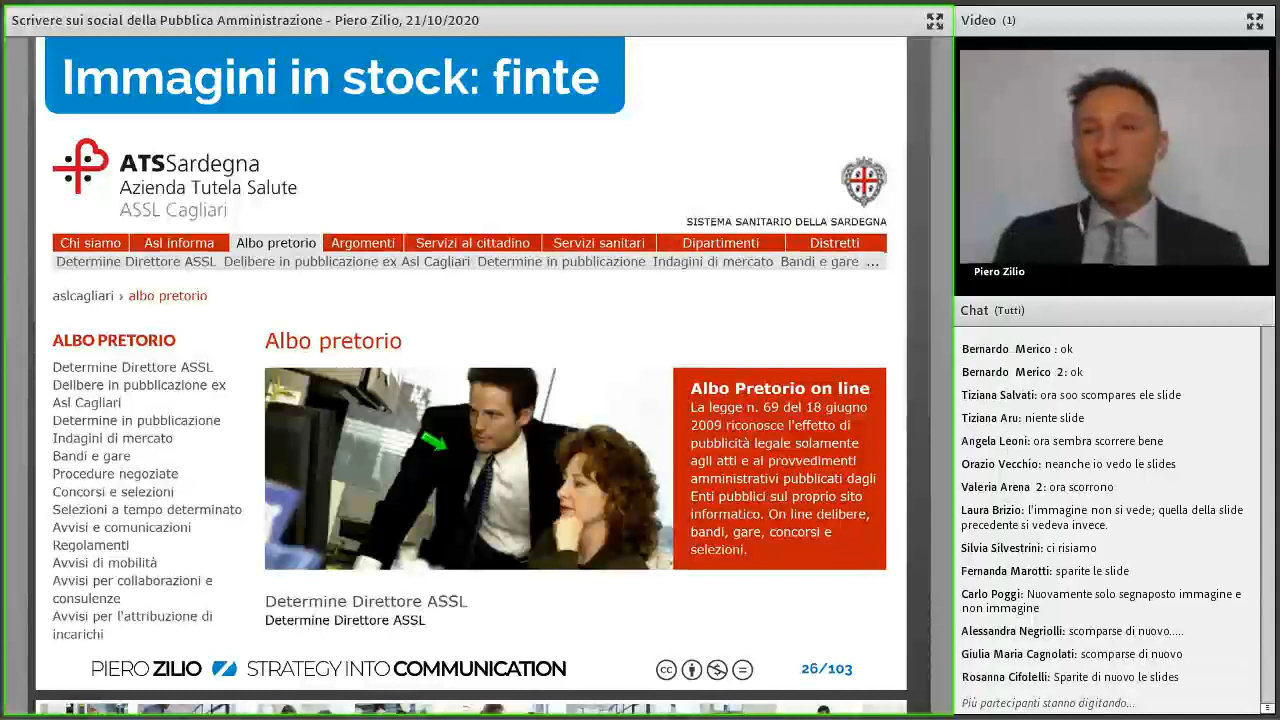 Scrivere sui social della Pubblica Amministrazione - Piero Zilio, 21/10/2020
Immagini in stock: finte
ATSSardegna
Azienda Tutela Salute
ASSL Cagliari
SISTEMA SANITARIO DELLA SARDEGNA
Chi siamo Asl informa Albo pretorio Argomenti Servizi al cittadino Servizi sanitari Dipartimenti Distretti
Determine Direttore ASSL Delibere in pubblicazione ex Asl Cagliari Determine in pubblicazione Indagini di mercato Bandi e gare ...
aslcagliari › albo pretorio
ALBO PRETORIO
Determine Direttore ASSL
Delibere in pubblicazione ex
Asl Cagliari
Determine in pubblicazione
Indagini di mercato
Bandi e gare
Procedure negoziate
Concorsi e selezioni
Selezioni a tempo determinato
Avvisi e comunicazioni
Regolamenti
Avvisi di mobilità
Avvisi per collaborazioni e
consulenze
Avvisi per l'attribuzione di
incarichi
Albo pretorio
Albo Pretorio on line
La legge n. 69 del 18 giugno
2009 riconosce l'effetto di
pubblicità legale solamente
agli atti e ai provvedimenti
amministrativi pubblicati dagli
Enti pubblici sul proprio sito
informatico. On line delibere,
bandi, gare, concorsi e
selezioni.
Determine Direttore ASSL
Determine Direttore ASSL
PIERO ZILIO STRATEGY INTO COMMUNICATION
cc
26/103
Video (1)
Piero Zilio
Chat (Tutti)
Bernardo Merico : ok
Bernardo Merico 2: ok
Tiziana Salvati: ora soo scompares ele slide
Tiziana Aru: niente slide
Angela Leoni: ora sembra scorrere bene
Orazio Vecchio: neanche io vedo le slides
Valeria Arena 2: ora scorrono
Laura Brizio: l'immagine non si vede; quella della slide
precedente si vedeva invece.
Silvia Silvestrini: ci risiamo
Fernanda Marotti: sparite le slide
Carlo Poggi: Nuovamente solo segnaposto immagine e
non immagine
Alessandra Negriolli: scomparse di nuovo.....
Giulia Maria Cagnolati: scomparse di nuovo
Rosanna Cifolelli: Sparite di nuovo le slides
Più partecipanti stanno digitando...